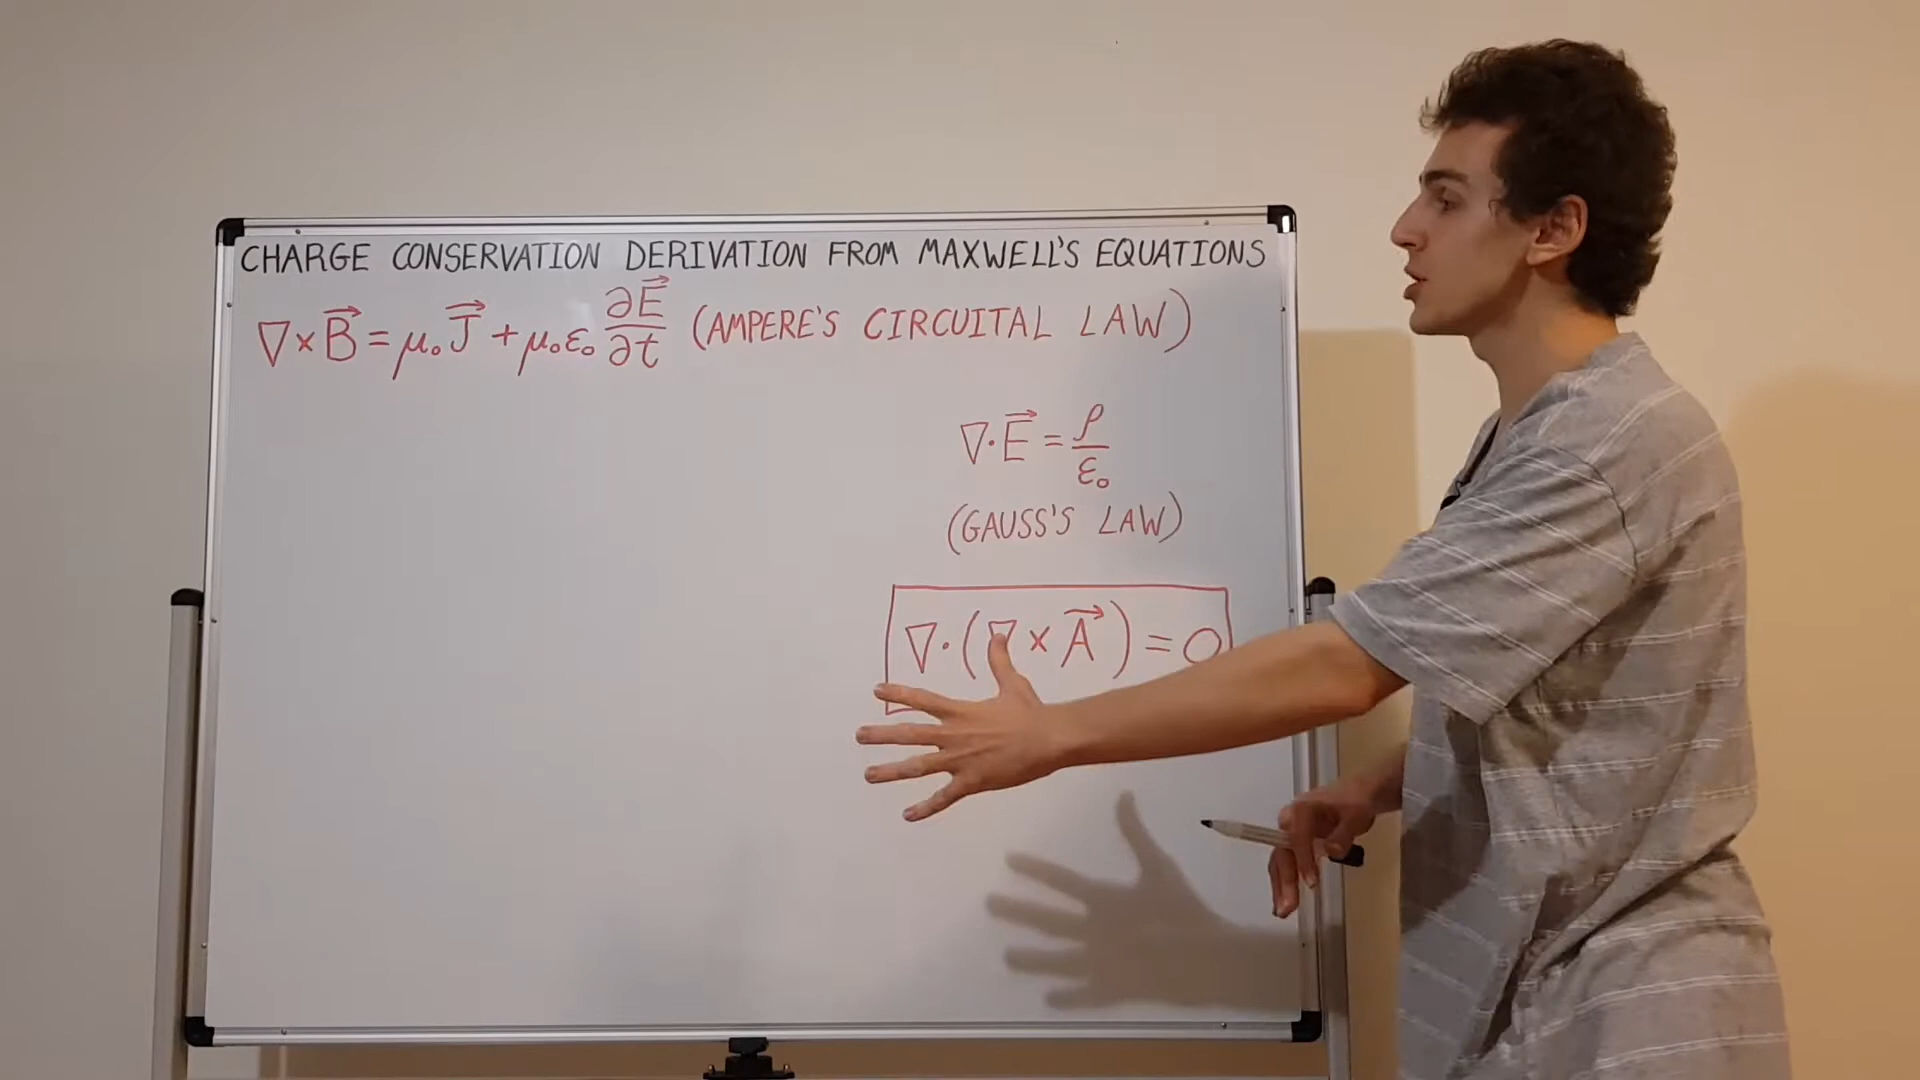 CHARGE CONSERVATION DERIVATION FROM MAXWELL'S EQUATIONS
∇×B⃗ = μ₀J⃗ + μ₀ε₀ ∂E⃗/∂t (AMPERE'S CIRCUITAL LAW)
∇·E⃗ = ρ/ε₀
(GAUSS'S LAW)
∇·(∇×A⃗) = 0